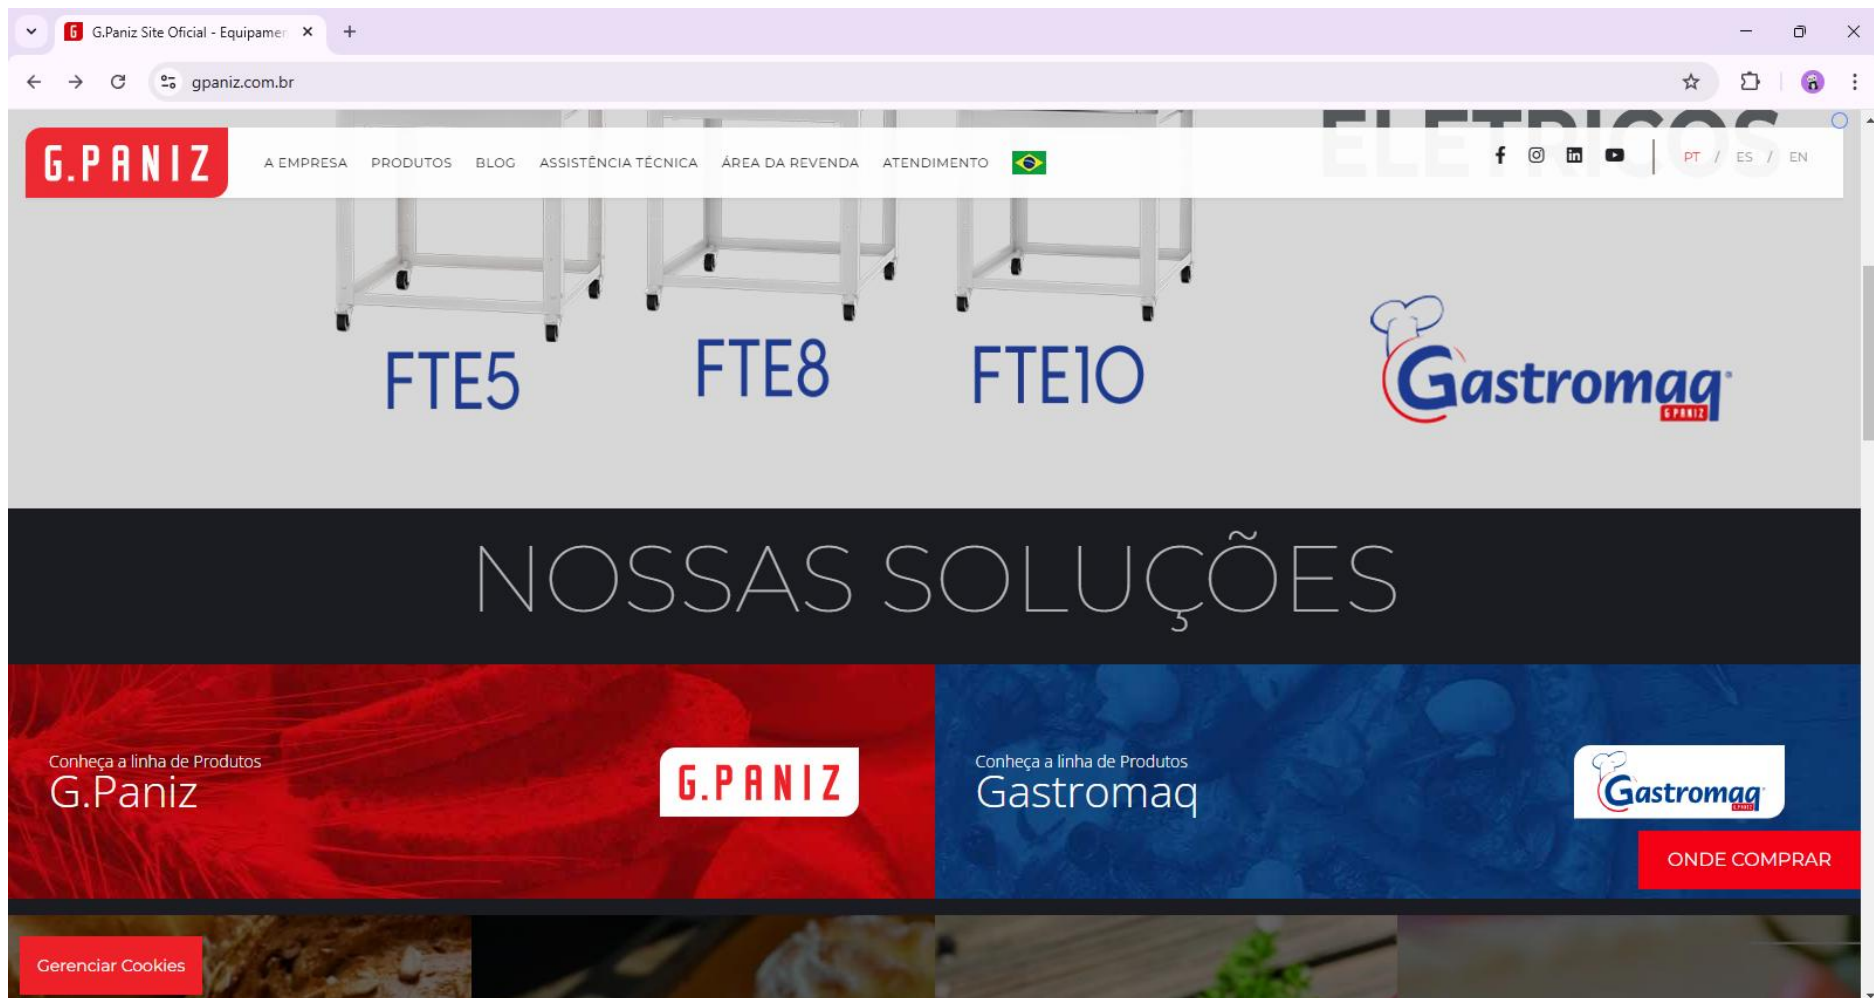 G.Paniz Site Oficial - Equipamen
gpaniz.com.br
ELETRICOS
G.PANIZ
A EMPRESA PRODUTOS BLOG ASSISTÊNCIA TÉCNICA ÁREA DA REVENDA ATENDIMENTO
PT / ES / EN
FTE5 FTE8 FTE10
Gastromaq
G.PANIZ
NOSSAS SOLUÇÕES
Conheça a linha de Produtos
G.Paniz
G.PANIZ
Conheça a linha de Produtos
Gastromaq
Gastromaq
G.PANIZ
ONDE COMPRAR
Gerenciar Cookies